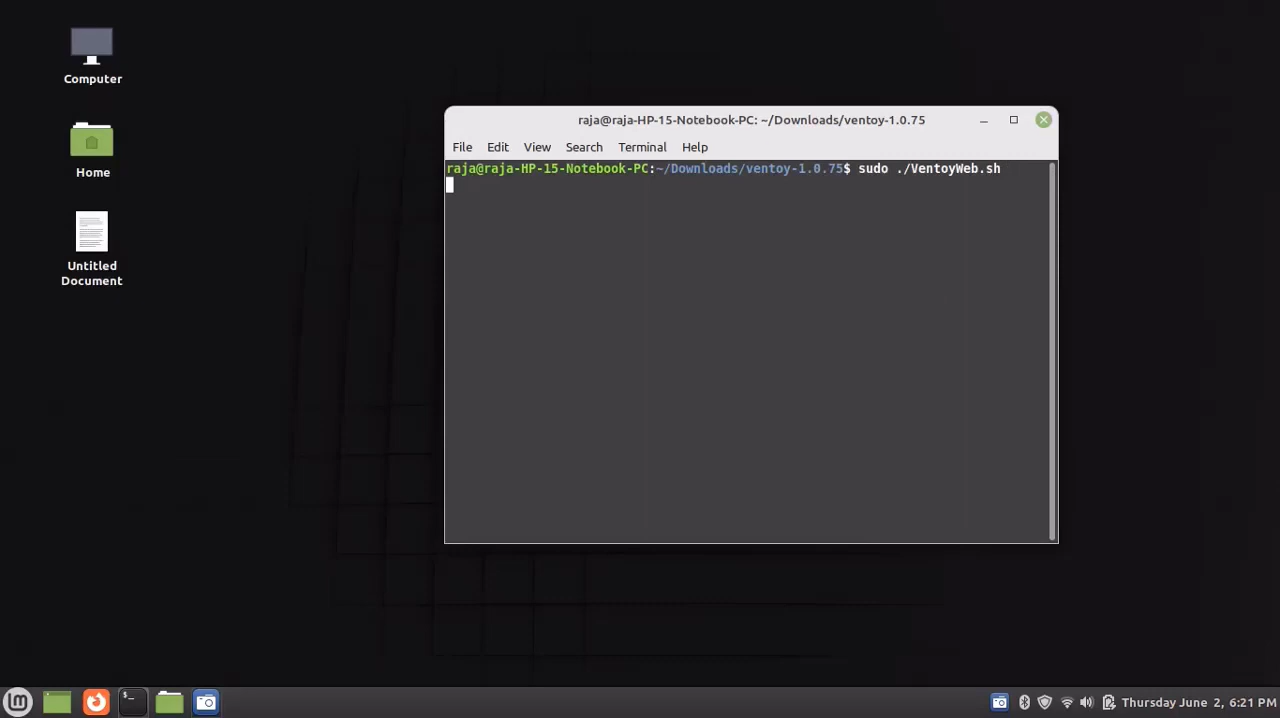 Computer
Home
Untitled
Document
raja@raja-HP-15-Notebook-PC: ~/Downloads/ventoy-1.0.75
File Edit View Search Terminal Help
raja@raja-HP-15-Notebook-PC:~/Downloads/ventoy-1.0.75$ sudo ./VentoyWeb.sh
Thursday June 2, 6:21 PM